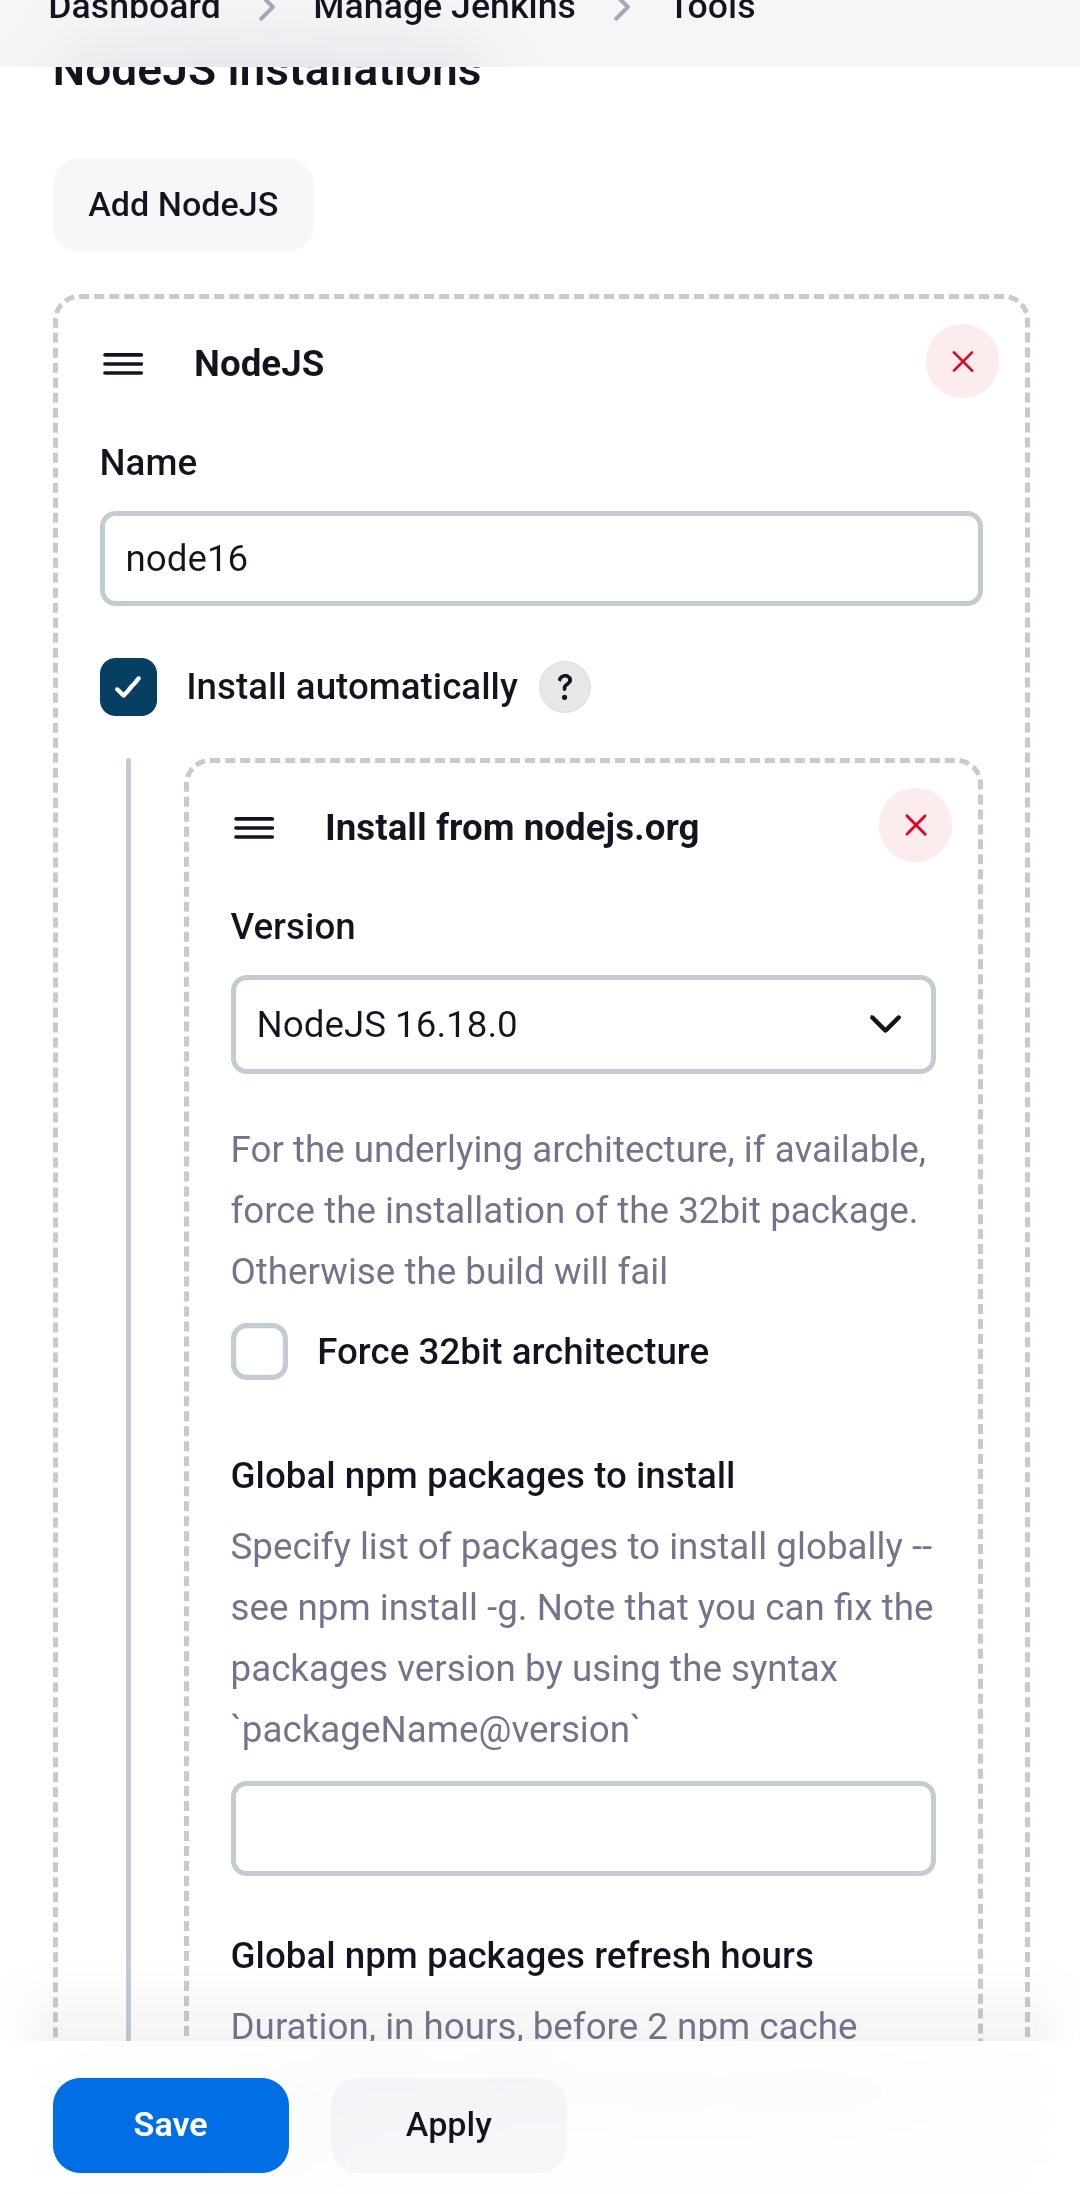 Dashboard > Manage Jenkins > Tools
NodeJS installations
Add NodeJS
NodeJS
Name
node16
Install automatically ?
Install from nodejs.org
Version
NodeJS 16.18.0
For the underlying architecture, if available,
force the installation of the 32bit package.
Otherwise the build will fail
Force 32bit architecture
Global npm packages to install
Specify list of packages to install globally --
see npm install -g. Note that you can fix the
packages version by using the syntax
`packageName@version`
Global npm packages refresh hours
Duration, in hours, before 2 npm cache
Save Apply